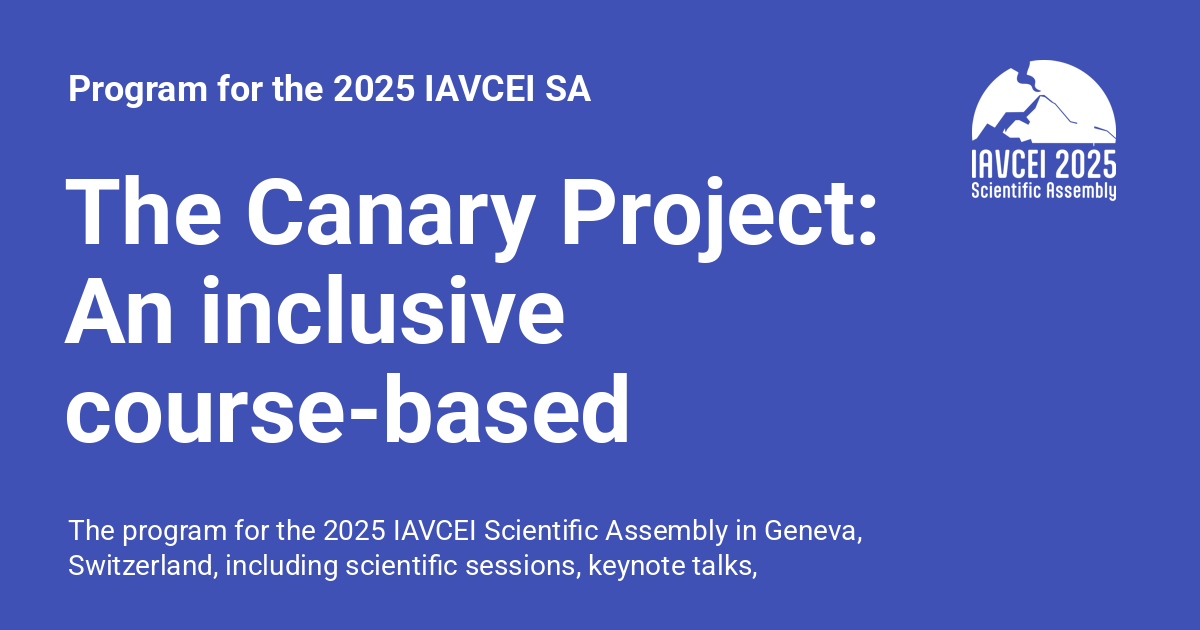 Program for the 2025 IAVCEI SA
IAVCEI 2025
Scientific Assembly
The Canary Project:
An inclusive
course-based
The program for the 2025 IAVCEI Scientific Assembly in Geneva,
Switzerland, including scientific sessions, keynote talks,